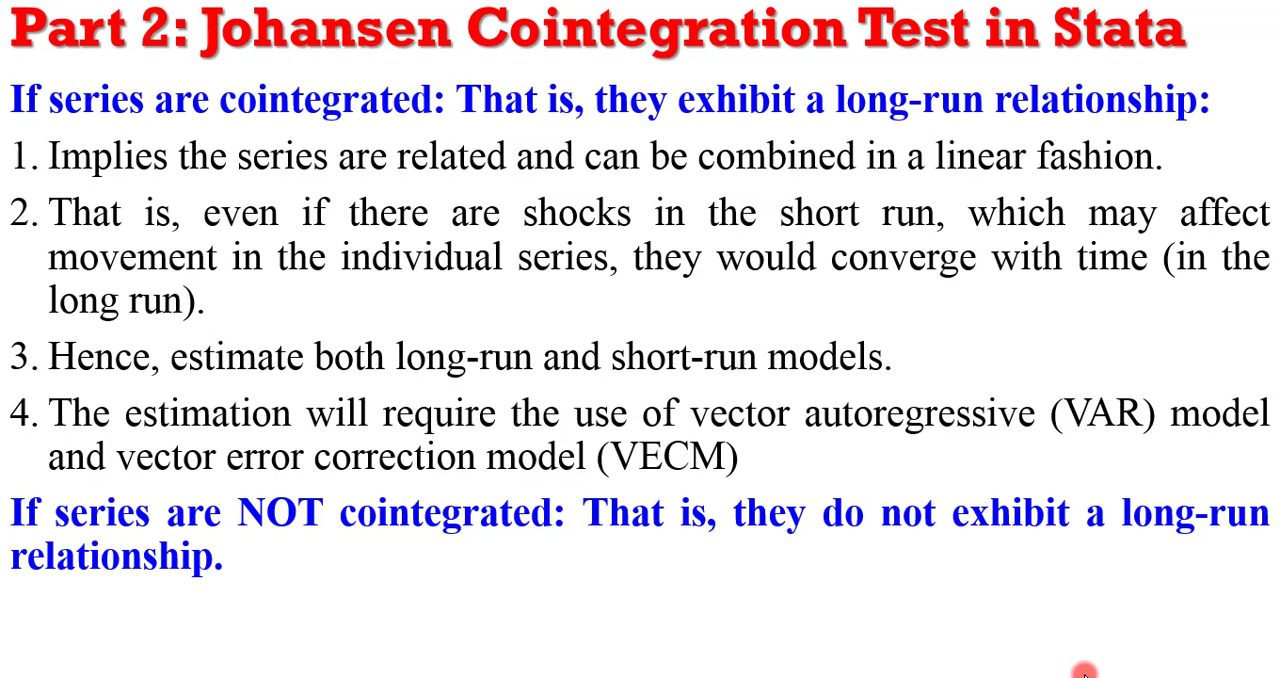 Part 2: Johansen Cointegration Test in Stata
If series are cointegrated: That is, they exhibit a long-run relationship:
1. Implies the series are related and can be combined in a linear fashion.
2. That is, even if there are shocks in the short run, which may affect
movement in the individual series, they would converge with time (in the
long run).
3. Hence, estimate both long-run and short-run models.
4. The estimation will require the use of vector autoregressive (VAR) model
and vector error correction model (VECM)
If series are NOT cointegrated: That is, they do not exhibit a long-run
relationship.